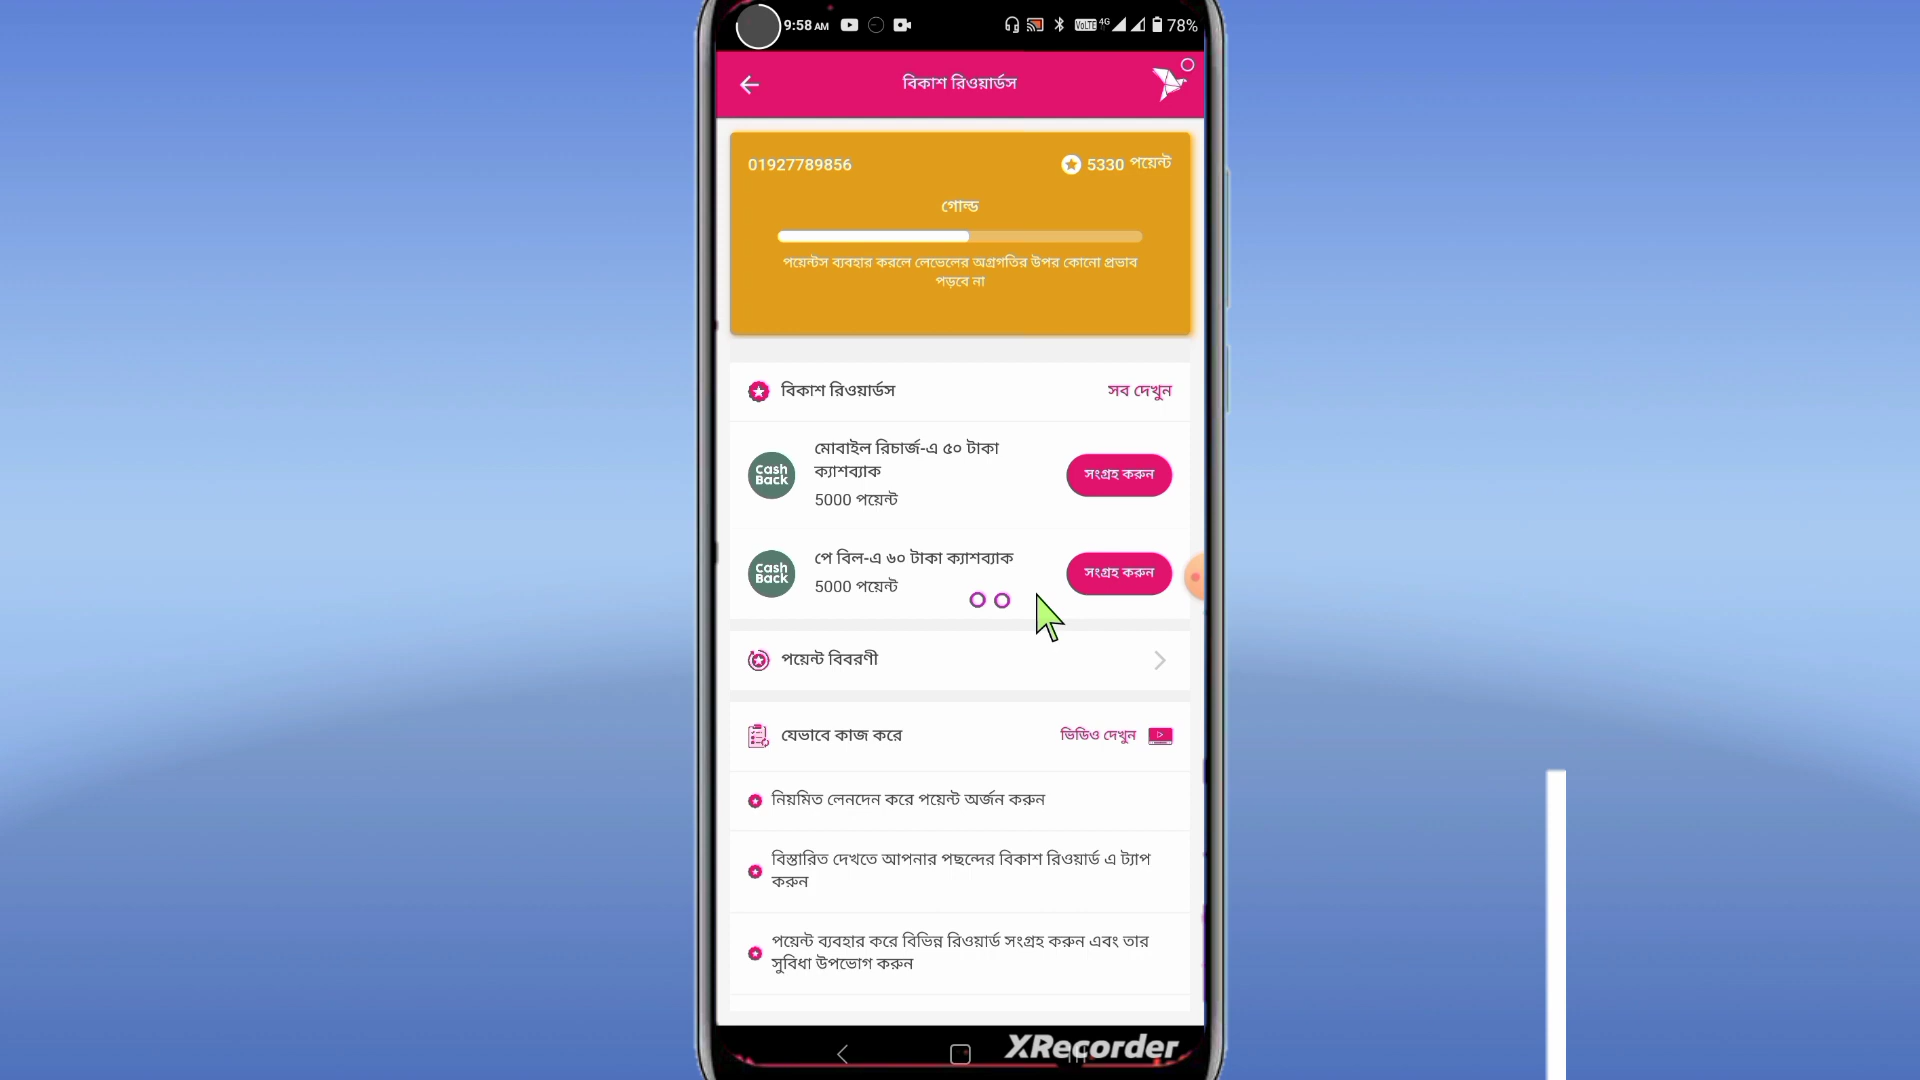 9:58 AM
VoLTE 4G 78%
বিকাশ রিওয়ার্ডস
01927789856
5330 পয়েন্ট
গোল্ড
পয়েন্টস ব্যবহার করলে লেভেলের অগ্রগতির উপর কোনো প্রভাব
পড়বে না
বিকাশ রিওয়ার্ডস
সব দেখুন
Cash
Back
মোবাইল রিচার্জ-এ ৫০ টাকা
ক্যাশব্যাক
5000 পয়েন্ট
সংগ্রহ করুন
Cash
Back
পে বিল-এ ৬০ টাকা ক্যাশব্যাক
5000 পয়েন্ট
সংগ্রহ করুন
পয়েন্ট বিবরণী
যেভাবে কাজ করে
ভিডিও দেখুন
নিয়মিত লেনদেন করে পয়েন্ট অর্জন করুন
বিস্তারিত দেখতে আপনার পছন্দের বিকাশ রিওয়ার্ড এ ট্যাপ
করুন
পয়েন্ট ব্যবহার করে বিভিন্ন রিওয়ার্ড সংগ্রহ করুন এবং তার
সুবিধা উপভোগ করুন
XRecorder